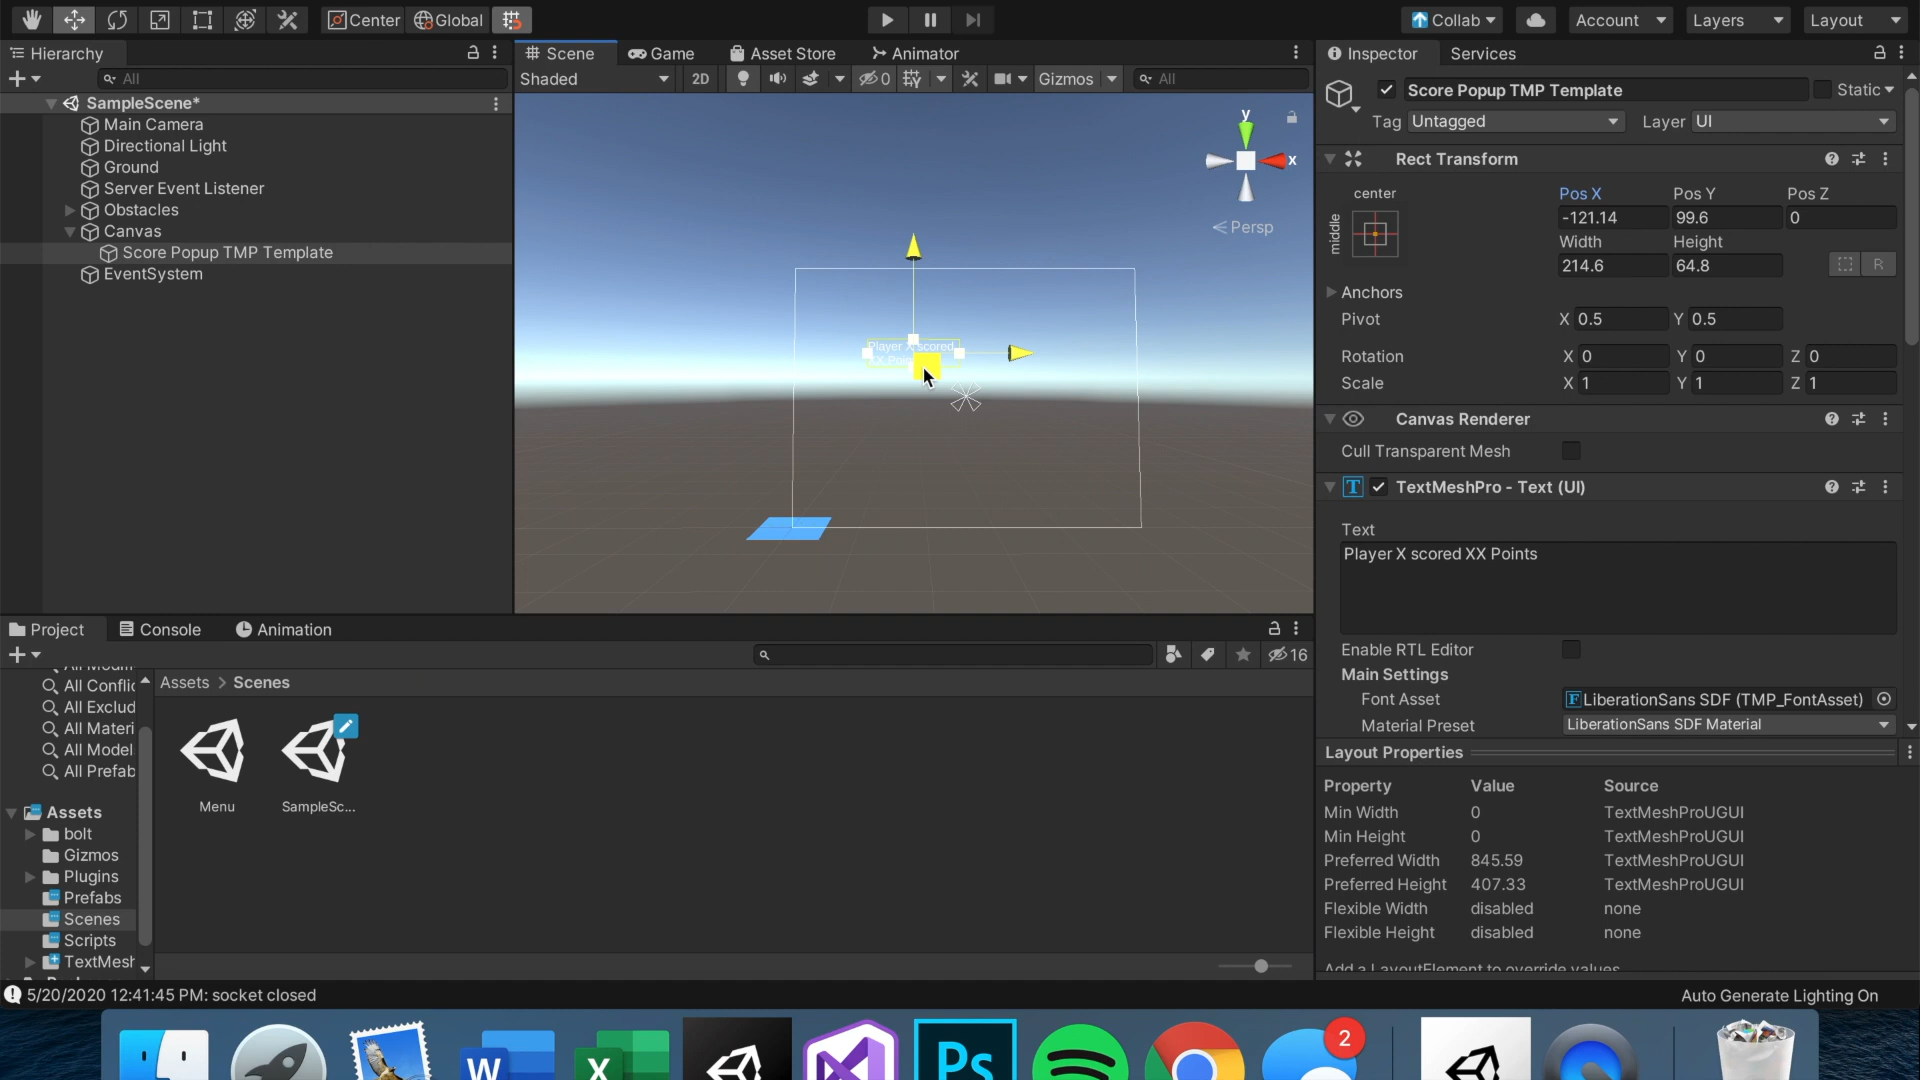 Center
Global
Collab
Account
Layers
Layout
Hierarchy
All
SampleScene*
Main Camera
Directional Light
Ground
Server Event Listener
Obstacles
Canvas
Score Popup TMP Template
EventSystem
Scene
Game
Asset Store
Animator
Shaded
2D
0
Gizmos
All
y
x
Persp
Player X scored
Inspector
Services
Score Popup TMP Template
Static
Tag
Untagged
Layer
UI
Rect Transform
center
middle
Pos X
Pos Y
Pos Z
-121.14
99.6
0
Width
Height
214.6
64.8
R
Anchors
Pivot
X 0.5
Y 0.5
Rotation
X 0
Y 0
Z 0
Scale
X 1
Y 1
Z 1
Canvas Renderer
Cull Transparent Mesh
TextMeshPro - Text (UI)
Text
Player X scored XX Points
Enable RTL Editor
Main Settings
Font Asset
LiberationSans SDF (TMP_FontAsset)
Material Preset
LiberationSans SDF Material
Layout Properties
Property Value Source
Min Width 0 TextMeshProUGUI
Min Height 0 TextMeshProUGUI
Preferred Width 845.59 TextMeshProUGUI
Preferred Height 407.33 TextMeshProUGUI
Flexible Width disabled none
Flexible Height disabled none
Add a LayoutElement to override values
Project
Console
Animation
16
All Conflic
All Exclud
All Materi
All Model
All Prefab
Assets
bolt
Gizmos
Plugins
Prefabs
Scenes
Scripts
TextMesh
Assets > Scenes
Menu
SampleSc...
5/20/2020 12:41:45 PM: socket closed
Auto Generate Lighting On
W
X
Ps
2